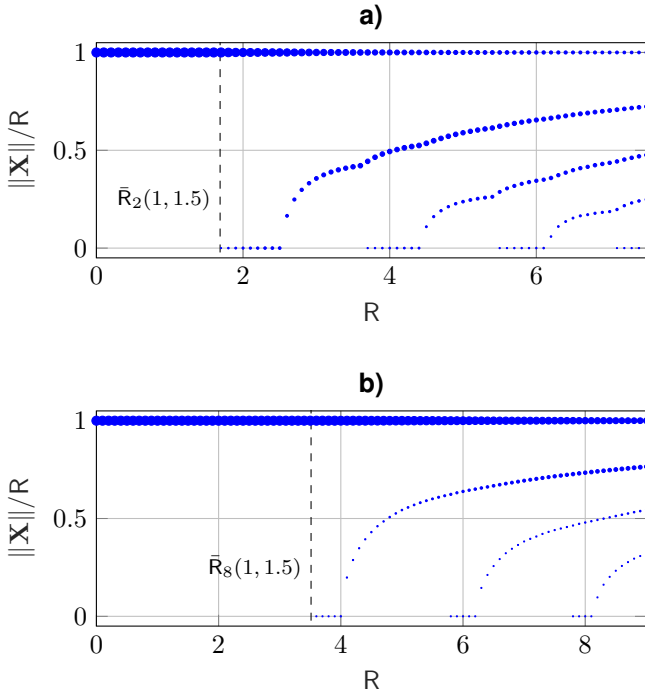 a)
1
0.5
0
‖X‖/R
R̄₂(1, 1.5)
0 2 4 6
R
b)
1
0.5
0
‖X‖/R
R̄₈(1, 1.5)
0 2 4 6 8
R